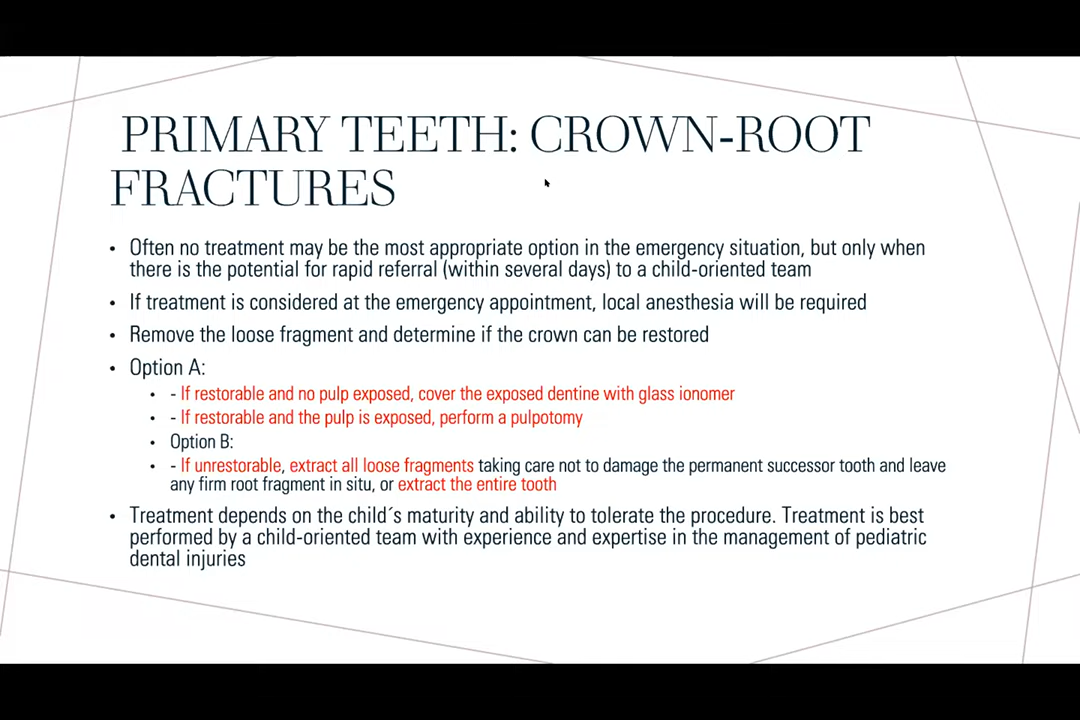 PRIMARY TEETH: CROWN-ROOT
FRACTURES
• Often no treatment may be the most appropriate option in the emergency situation, but only when
there is the potential for rapid referral (within several days) to a child-oriented team
• If treatment is considered at the emergency appointment, local anesthesia will be required
• Remove the loose fragment and determine if the crown can be restored
• Option A:
• - If restorable and no pulp exposed, cover the exposed dentine with glass ionomer
• - If restorable and the pulp is exposed, perform a pulpotomy
• Option B:
• - If unrestorable, extract all loose fragments taking care not to damage the permanent successor tooth and leave
any firm root fragment in situ, or extract the entire tooth
• Treatment depends on the child´s maturity and ability to tolerate the procedure. Treatment is best
performed by a child-oriented team with experience and expertise in the management of pediatric
dental injuries